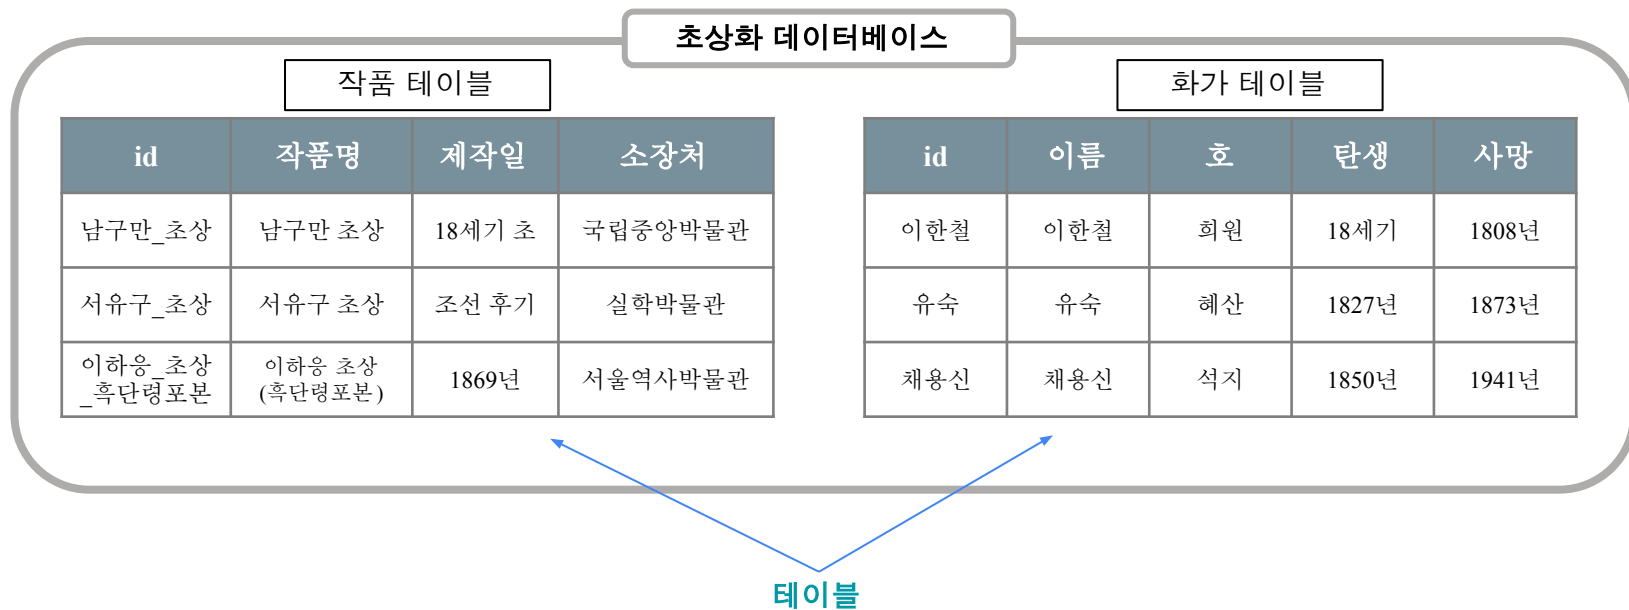 초상화 데이터베이스
작품 테이블
id 작품명 제작일 소장처
남구만_초상 남구만 초상 18세기 초 국립중앙박물관
서유구_초상 서유구 초상 조선 후기 실학박물관
이하응_초상
_흑단령포본 이하응 초상
(흑단령포본) 1869년 서울역사박물관
화가 테이블
id 이름 호 탄생 사망
이한철 이한철 희원 18세기 1808년
유숙 유숙 혜산 1827년 1873년
채용신 채용신 석지 1850년 1941년
테이블